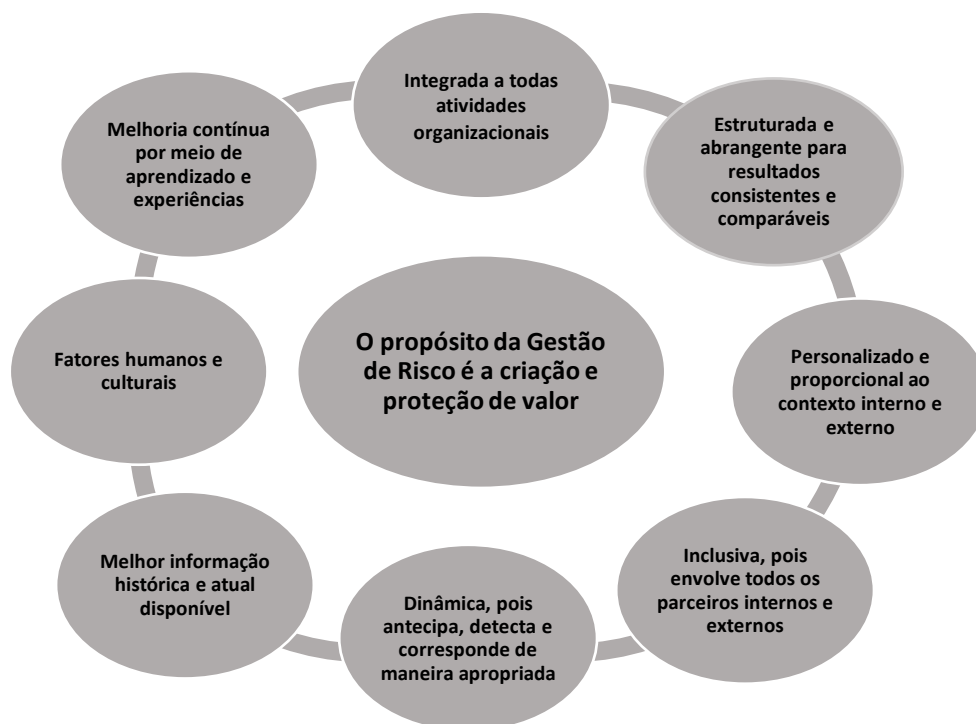 Integrada a todas
atividades
organizacionais
Estruturada e
abrangente para
resultados
consistentes e
comparáveis
Personalizado e
proporcional ao
contexto interno e
externo
Inclusiva, pois
envolve todos os
parceiros internos e
externos
Dinâmica, pois
antecipa, detecta e
corresponde de
maneira apropriada
Melhor informação
histórica e atual
disponível
Fatores humanos e
culturais
Melhoria contínua
por meio de
aprendizado e
experiências
O propósito da Gestão
de Risco é a criação e
proteção de valor